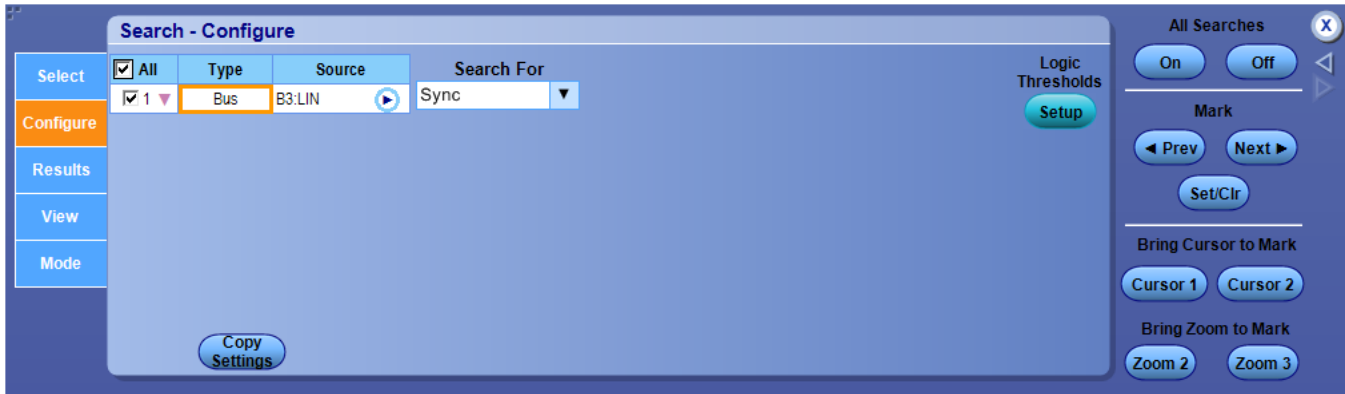 Search - Configure
Select
Configure
Results
View
Mode
All Type Source
1 Bus B3:LIN
Search For
Sync
Logic
Thresholds
Setup
Copy
Settings
All Searches
X
On Off
Mark
◄ Prev Next ►
Set/Clr
Bring Cursor to Mark
Cursor 1 Cursor 2
Bring Zoom to Mark
Zoom 2 Zoom 3